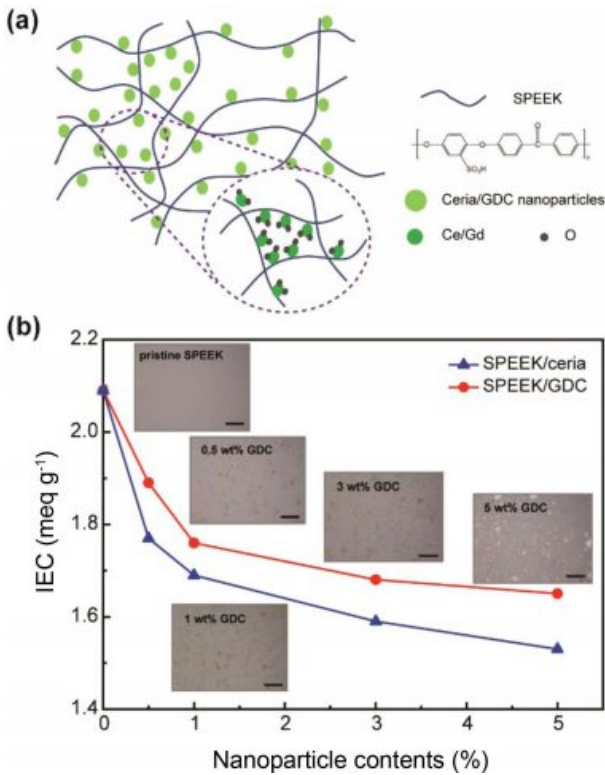 (a)
SPEEK
O
O
O
C
SO₃H
n
Ceria/GDC nanoparticles
Ce/Gd
O
(b)
2.2
2.0
1.8
1.6
1.4
IEC (meq g⁻¹)
pristine SPEEK
0.5 wt% GDC
3 wt% GDC
5 wt% GDC
1 wt% GDC
SPEEK/ceria
SPEEK/GDC
0 1 2 3 4 5
Nanoparticle contents (%)